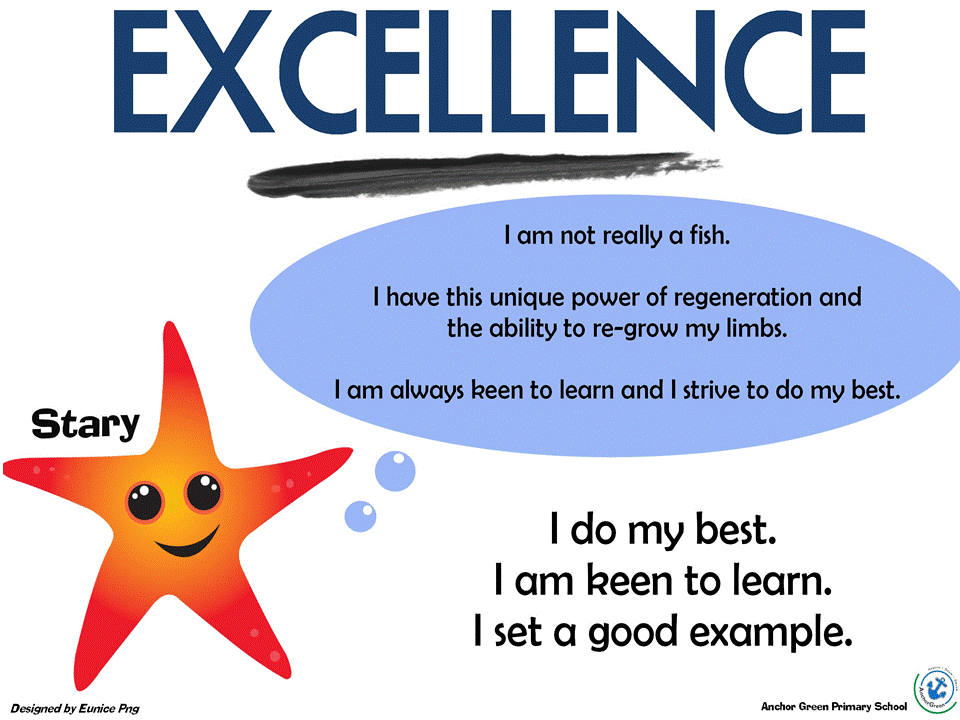 EXCELLENCE
I am not really a fish.
I have this unique power of regeneration and
the ability to re-grow my limbs.
I am always keen to learn and I strive to do my best.
Stary
I do my best.
I am keen to learn.
I set a good example.
Designed by Eunice Png
Anchor Green Primary School
AnchorGreen